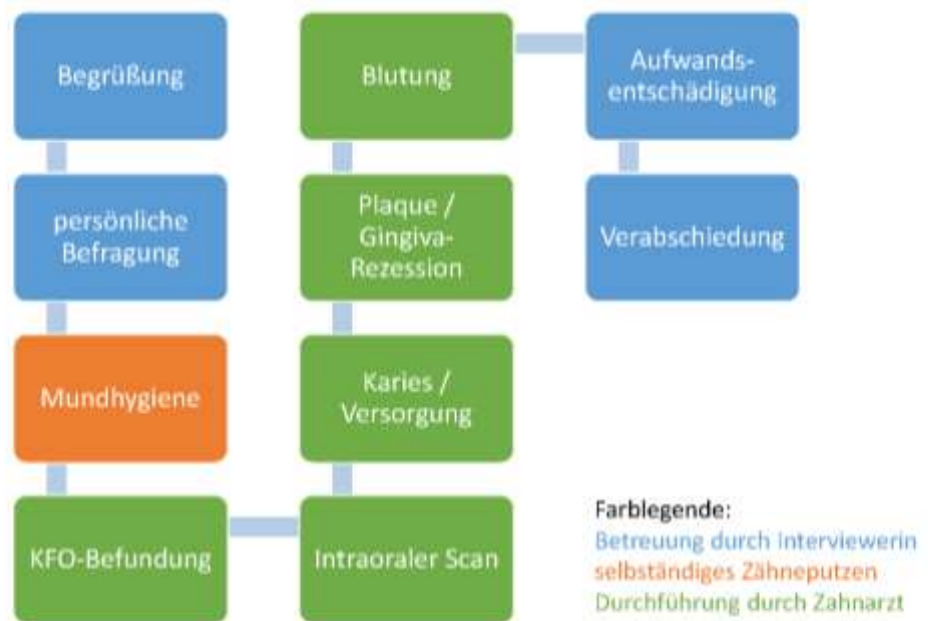 Begrüßung
persönliche
Befragung
Mundhygiene
KFO-Befundung
Intraoraler Scan
Karies /
Versorgung
Plaque /
Gingiva-
Rezession
Blutung
Aufwands-
entschädigung
Verabschiedung
Farblegende:
Betreuung durch Interviewerin
selbständiges Zähneputzen
Durchführung durch Zahnarzt